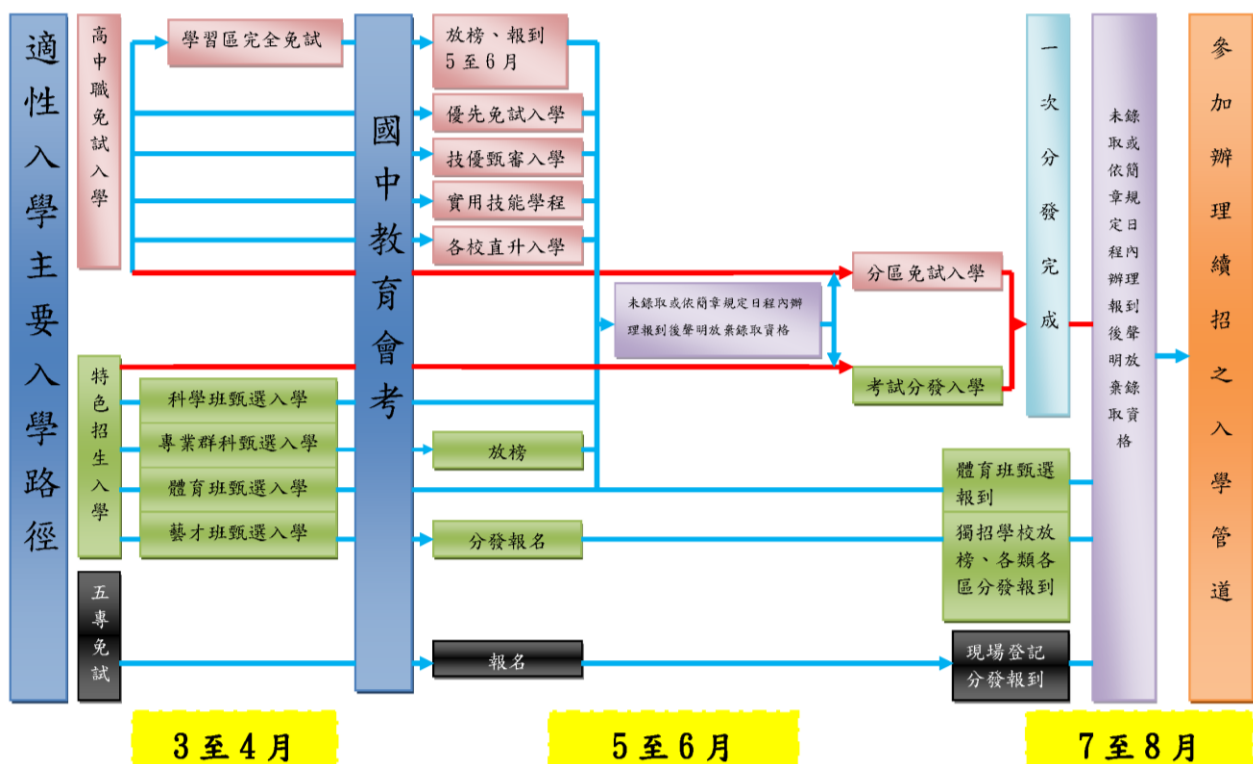 適性入學主要入學路徑
高中職免試入學
學習區完全免試
國中教育會考
放榜、報到
5 至 6 月
優先免試入學
技優甄審入學
實用技能學程
各校直升入學
分區免試入學
未錄取或依簡章規定日程內辦
理報到後聲明放棄錄取資格
特色招生入學
考試分發入學
科學班甄選入學
專業群科甄選入學
放榜
體育班甄選入學
藝才班甄選入學
分發報名
體育班甄選
報到
獨招學校放
榜、各類各
區分發報到
五專免試
報名
現場登記
分發報到
一次分發完成
未錄
取或
依簡
章規
定日
程內
辦理
報到
後聲
明放
棄錄
取資
格
參加辦理續招之入學管道
3 至 4 月
5 至 6 月
7 至 8 月